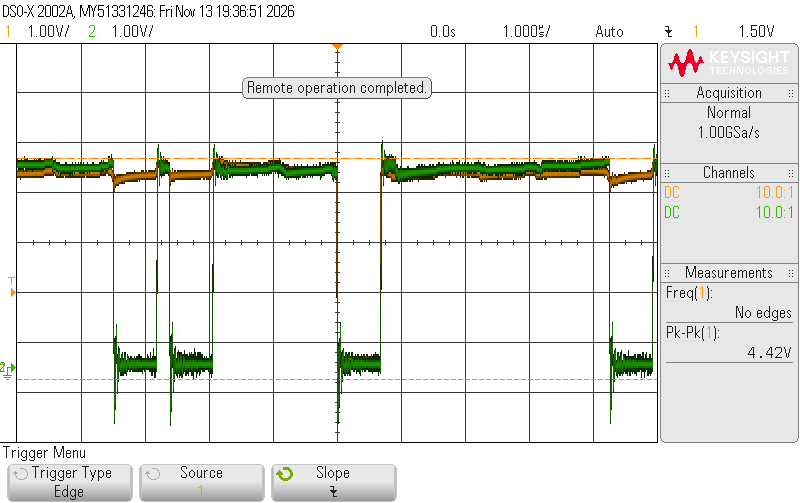 DSO-X 2002A, MY51331246: Fri Nov 13 19:36:51 2026
1 1.00V/ 2 1.00V/ 0.0s 1.000µs/ Auto 1 1.50V
Remote operation completed.
KEYSIGHT
TECHNOLOGIES
Acquisition
Normal
1.00GSa/s
Channels
DC 10.0:1
DC 10.0:1
Measurements
Freq(1):
No edges
Pk-Pk(1):
4.42V
T
2
Trigger Menu
Trigger Type
Edge
Source
1
Slope